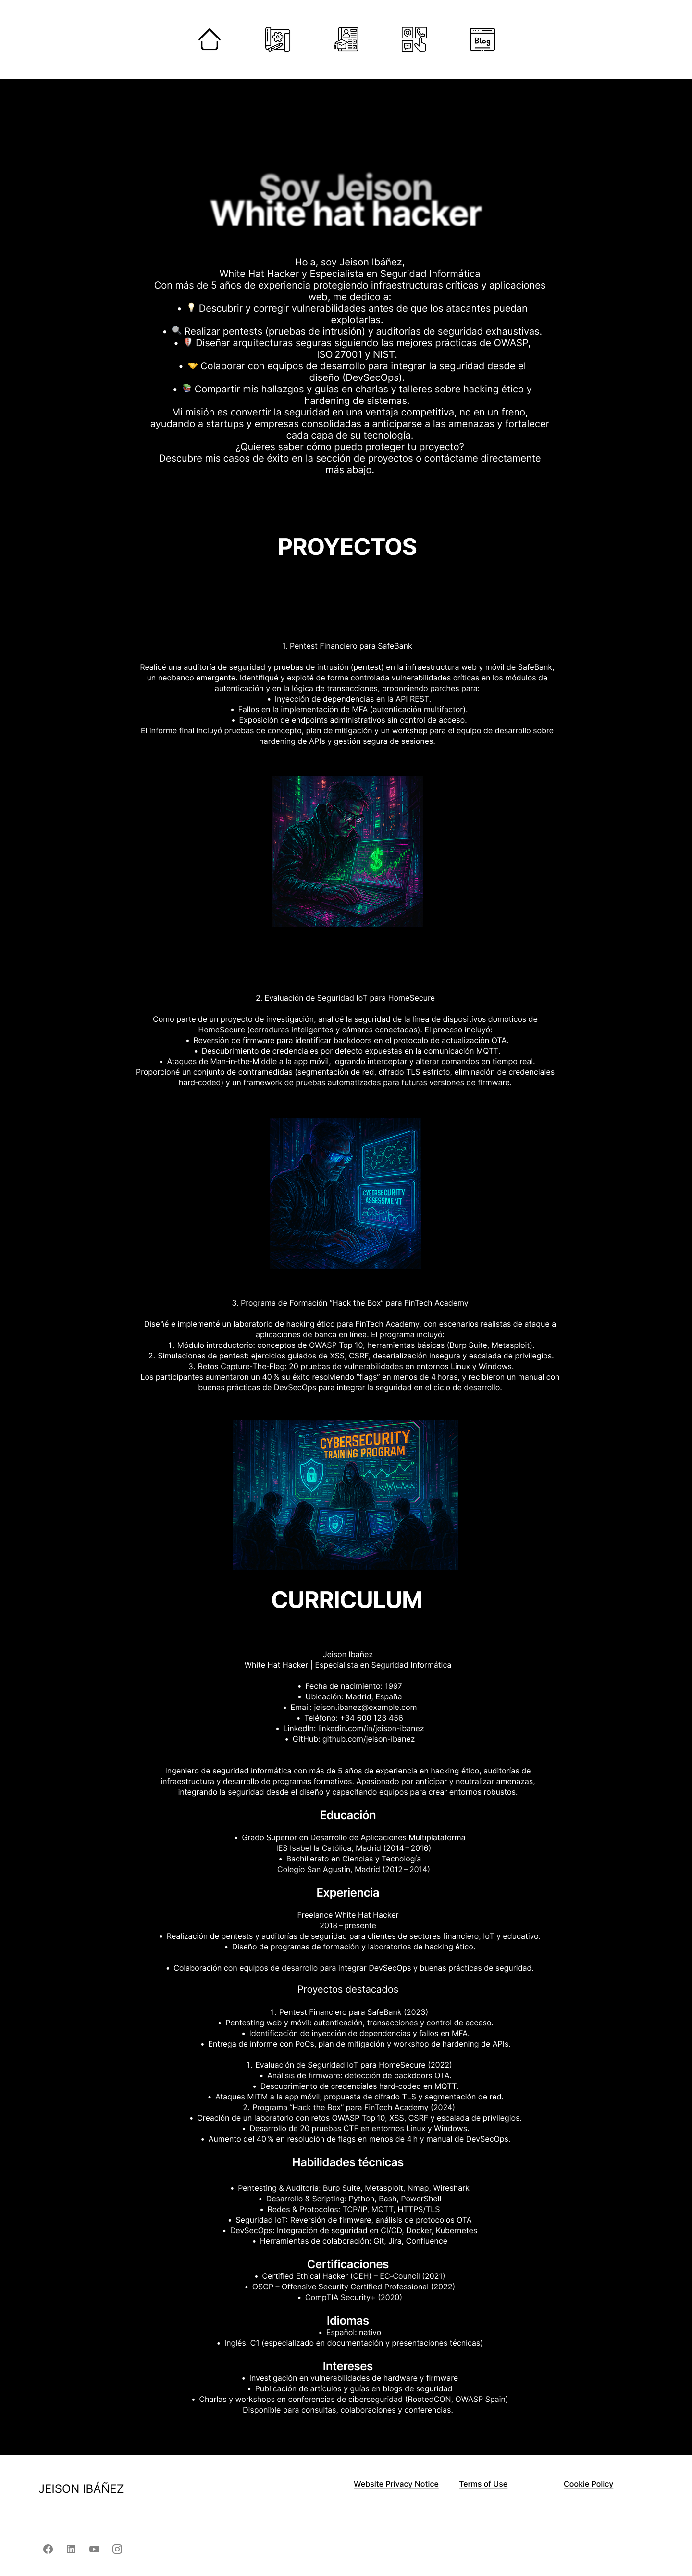 Blog
Soy Jeison
White hat hacker
Hola, soy Jeison Ibáñez,
White Hat Hacker y Especialista en Seguridad Informática
Con más de 5 años de experiencia protegiendo infraestructuras críticas y aplicaciones
web, me dedico a:
• 💡 Descubrir y corregir vulnerabilidades antes de que los atacantes puedan
explotarlas.
• 🔍 Realizar pentests (pruebas de intrusión) y auditorías de seguridad exhaustivas.
• 🛡️ Diseñar arquitecturas seguras siguiendo las mejores prácticas de OWASP,
ISO 27001 y NIST.
• 🤝 Colaborar con equipos de desarrollo para integrar la seguridad desde el
diseño (DevSecOps).
• 📚 Compartir mis hallazgos y guías en charlas y talleres sobre hacking ético y
hardening de sistemas.
Mi misión es convertir la seguridad en una ventaja competitiva, no en un freno,
ayudando a startups y empresas consolidadas a anticiparse a las amenazas y fortalecer
cada capa de su tecnología.
¿Quieres saber cómo puedo proteger tu proyecto?
Descubre mis casos de éxito en la sección de proyectos o contáctame directamente
más abajo.
PROYECTOS
1. Pentest Financiero para SafeBank
Realicé una auditoría de seguridad y pruebas de intrusión (pentest) en la infraestructura web y móvil de SafeBank,
un neobanco emergente. Identifiqué y exploté de forma controlada vulnerabilidades críticas en los módulos de
autenticación y en la lógica de transacciones, proponiendo parches para:
• Inyección de dependencias en la API REST.
• Fallos en la implementación de MFA (autenticación multifactor).
• Exposición de endpoints administrativos sin control de acceso.
El informe final incluyó pruebas de concepto, plan de mitigación y un workshop para el equipo de desarrollo sobre
hardening de APIs y gestión segura de sesiones.
$
2. Evaluación de Seguridad IoT para HomeSecure
Como parte de un proyecto de investigación, analicé la seguridad de la línea de dispositivos domóticos de
HomeSecure (cerraduras inteligentes y cámaras conectadas). El proceso incluyó:
• Reversión de firmware para identificar backdoors en el protocolo de actualización OTA.
• Descubrimiento de credenciales por defecto expuestas en la comunicación MQTT.
• Ataques de Man-in-the-Middle a la app móvil, logrando interceptar y alterar comandos en tiempo real.
Proporcioné un conjunto de contramedidas (segmentación de red, cifrado TLS estricto, eliminación de credenciales
hard-coded) y un framework de pruebas automatizadas para futuras versiones de firmware.
CYBERSECURITY
ASSESSMENT
3. Programa de Formación “Hack the Box” para FinTech Academy
Diseñé e implementé un laboratorio de hacking ético para FinTech Academy, con escenarios realistas de ataque a
aplicaciones de banca en línea. El programa incluyó:
1. Módulo introductorio: conceptos de OWASP Top 10, herramientas básicas (Burp Suite, Metasploit).
2. Simulaciones de pentest: ejercicios guiados de XSS, CSRF, deserialización insegura y escalada de privilegios.
3. Retos Capture-The-Flag: 20 pruebas de vulnerabilidades en entornos Linux y Windows.
Los participantes aumentaron un 40 % su éxito resolviendo “flags” en menos de 4 horas, y recibieron un manual con
buenas prácticas de DevSecOps para integrar la seguridad en el ciclo de desarrollo.
CYBERSECURITY
TRAINING PROGRAM
CURRICULUM
Jeison Ibáñez
White Hat Hacker | Especialista en Seguridad Informática
• Fecha de nacimiento: 1997
• Ubicación: Madrid, España
• Email: jeison.ibanez@example.com
• Teléfono: +34 600 123 456
• LinkedIn: linkedin.com/in/jeison-ibanez
• GitHub: github.com/jeison-ibanez
Ingeniero de seguridad informática con más de 5 años de experiencia en hacking ético, auditorías de
infraestructura y desarrollo de programas formativos. Apasionado por anticipar y neutralizar amenazas,
integrando la seguridad desde el diseño y capacitando equipos para crear entornos robustos.
Educación
• Grado Superior en Desarrollo de Aplicaciones Multiplataforma
IES Isabel la Católica, Madrid (2014 – 2016)
• Bachillerato en Ciencias y Tecnología
Colegio San Agustín, Madrid (2012 – 2014)
Experiencia
Freelance White Hat Hacker
2018 – presente
• Realización de pentests y auditorías de seguridad para clientes de sectores financiero, IoT y educativo.
• Diseño de programas de formación y laboratorios de hacking ético.
• Colaboración con equipos de desarrollo para integrar DevSecOps y buenas prácticas de seguridad.
Proyectos destacados
1. Pentest Financiero para SafeBank (2023)
• Pentesting web y móvil: autenticación, transacciones y control de acceso.
• Identificación de inyección de dependencias y fallos en MFA.
• Entrega de informe con PoCs, plan de mitigación y workshop de hardening de APIs.
1. Evaluación de Seguridad IoT para HomeSecure (2022)
• Análisis de firmware: detección de backdoors OTA.
• Descubrimiento de credenciales hard-coded en MQTT.
• Ataques MITM a la app móvil; propuesta de cifrado TLS y segmentación de red.
2. Programa “Hack the Box” para FinTech Academy (2024)
• Creación de un laboratorio con retos OWASP Top 10, XSS, CSRF y escalada de privilegios.
• Desarrollo de 20 pruebas CTF en entornos Linux y Windows.
• Aumento del 40 % en resolución de flags en menos de 4 h y manual de DevSecOps.
Habilidades técnicas
• Pentesting & Auditoría: Burp Suite, Metasploit, Nmap, Wireshark
• Desarrollo & Scripting: Python, Bash, PowerShell
• Redes & Protocolos: TCP/IP, MQTT, HTTPS/TLS
• Seguridad IoT: Reversión de firmware, análisis de protocolos OTA
• DevSecOps: Integración de seguridad en CI/CD, Docker, Kubernetes
• Herramientas de colaboración: Git, Jira, Confluence
Certificaciones
• Certified Ethical Hacker (CEH) – EC-Council (2021)
• OSCP – Offensive Security Certified Professional (2022)
• CompTIA Security+ (2020)
Idiomas
• Español: nativo
• Inglés: C1 (especializado en documentación y presentaciones técnicas)
Intereses
• Investigación en vulnerabilidades de hardware y firmware
• Publicación de artículos y guías en blogs de seguridad
• Charlas y workshops en conferencias de ciberseguridad (RootedCON, OWASP Spain)
Disponible para consultas, colaboraciones y conferencias.
JEISON IBÁÑEZ
Website Privacy Notice
Terms of Use
Cookie Policy